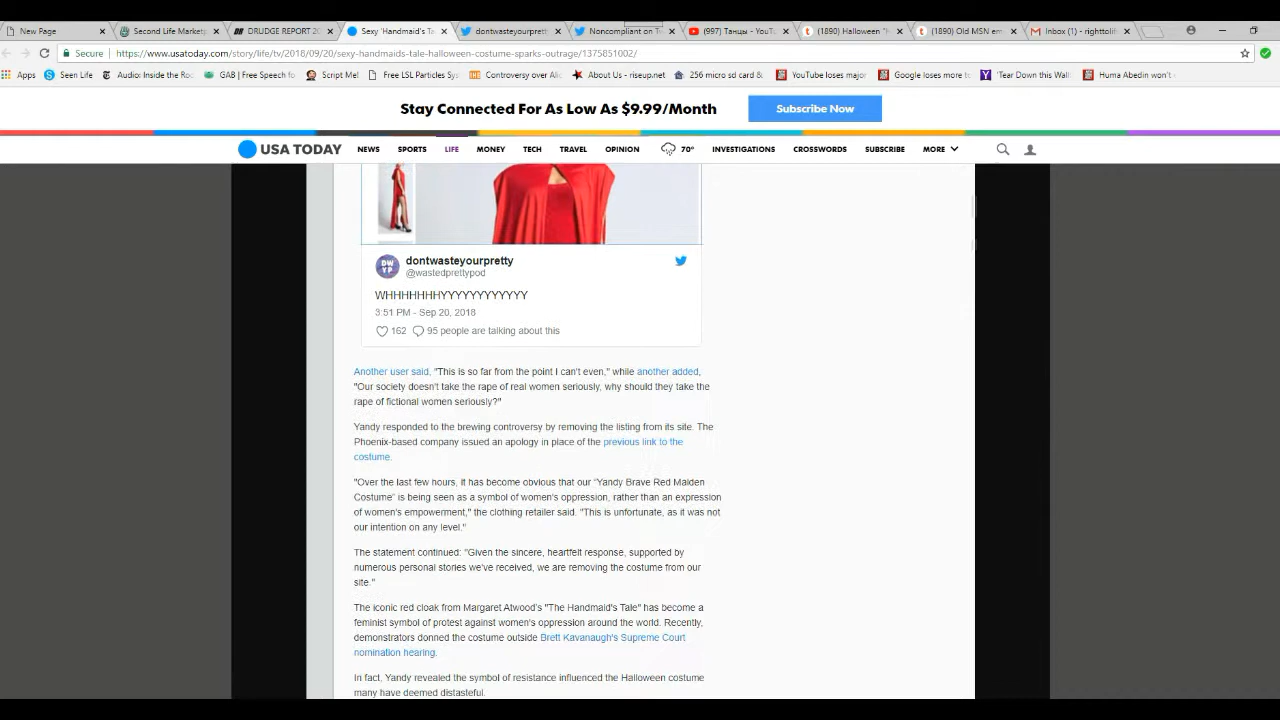 New Page
Second Life Market
DRUDGE REPORT 20
Sexy 'Handmaid's Ta
dontwasteyourpretty
Noncompliant on Tw
(997) Танцы - YouTu
(1890) Halloween "H
(1890) Old MSN em
Inbox (1) - righttolib
Secure
https://www.usatoday.com/story/life/tv/2018/09/20/sexy-handmaids-tale-halloween-costume-sparks-outrage/1375851002/
Apps
Seen Life
Audio: Inside the Ro
GAB | Free Speech fo
Script Me!
Free LSL Particles Sy
Controversy over Ali
About Us - riseup.net
256 micro sd card &
YouTube loses major
Google loses more t
'Tear Down this Wall
Huma Abedin won't
Stay Connected For As Low As $9.99/Month
Subscribe Now
USA TODAY
NEWS
SPORTS
LIFE
MONEY
TECH
TRAVEL
OPINION
70°
INVESTIGATIONS
CROSSWORDS
SUBSCRIBE
MORE
DW
YP
dontwasteyourpretty
@wastedprettypod
WHHHHHHHYYYYYYYYYYYY
3:51 PM - Sep 20, 2018
162
95 people are talking about this
Another user said, "This is so far from the point I can't even," while another added,
"Our society doesn't take the rape of real women seriously, why should they take the
rape of fictional women seriously?"
Yandy responded to the brewing controversy by removing the listing from its site. The
Phoenix-based company issued an apology in place of the previous link to the
costume.
"Over the last few hours, it has become obvious that our "Yandy Brave Red Maiden
Costume" is being seen as a symbol of women's oppression, rather than an expression
of women's empowerment," the clothing retailer said. "This is unfortunate, as it was not
our intention on any level."
The statement continued: "Given the sincere, heartfelt response, supported by
numerous personal stories we've received, we are removing the costume from our
site."
The iconic red cloak from Margaret Atwood's "The Handmaid's Tale" has become a
feminist symbol of protest against women's oppression around the world. Recently,
demonstrators donned the costume outside Brett Kavanaugh's Supreme Court
nomination hearing.
In fact, Yandy revealed the symbol of resistance influenced the Halloween costume
many have deemed distasteful.